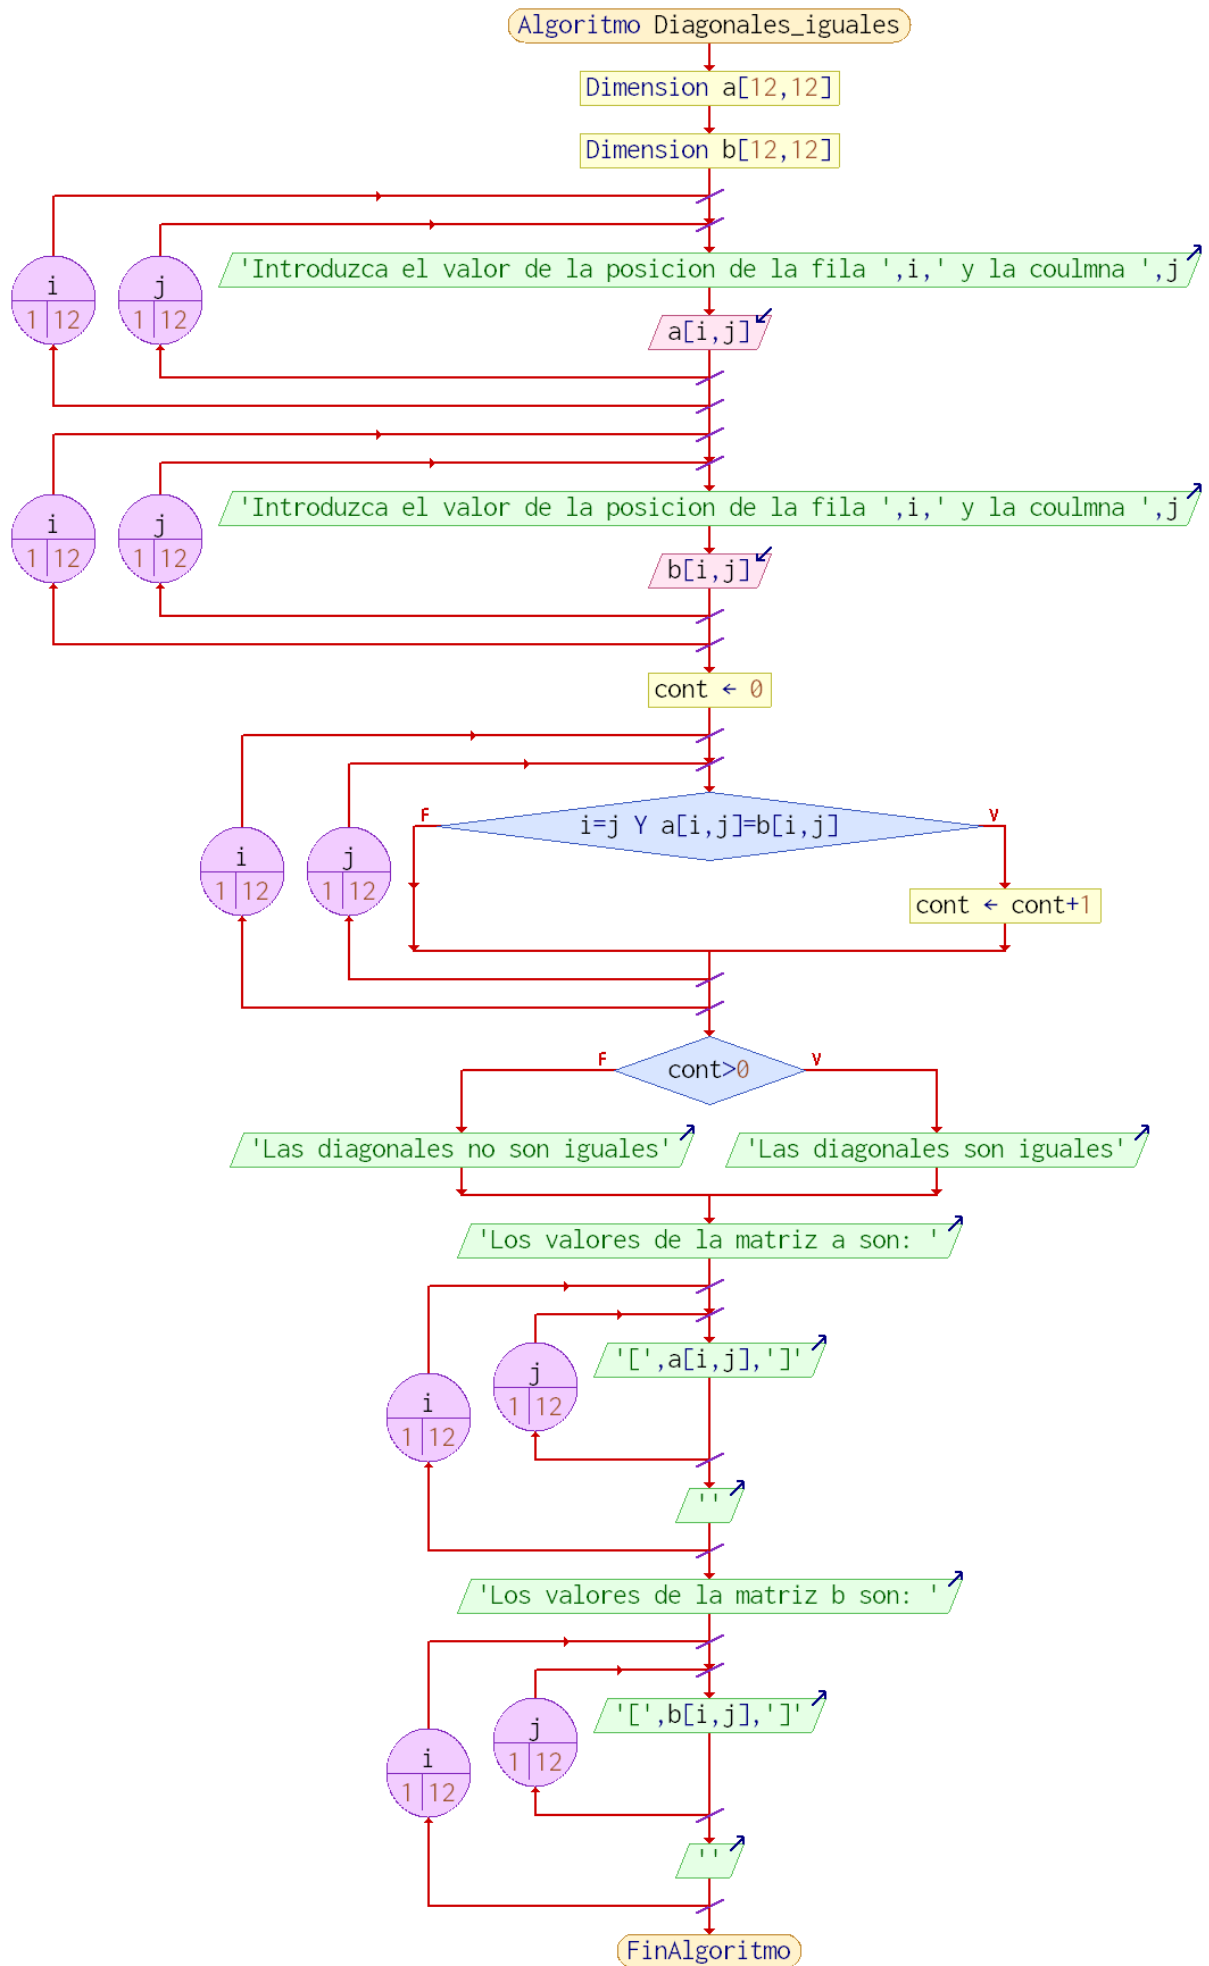 Algoritmo Diagonales_iguales
Dimension a[12,12]
Dimension b[12,12]
i
1 12
j
1 12
'Introduzca el valor de la posicion de la fila ',i,' y la coulmna ',j
a[i,j]
i
1 12
j
1 12
'Introduzca el valor de la posicion de la fila ',i,' y la coulmna ',j
b[i,j]
cont ← 0
i
1 12
j
1 12
F
i=j Y a[i,j]=b[i,j]
V
cont ← cont+1
F
cont>0
V
'Las diagonales no son iguales'
'Las diagonales son iguales'
'Los valores de la matriz a son: '
i
1 12
j
1 12
'[',a[i,j],']'
''
'Los valores de la matriz b son: '
i
1 12
j
1 12
'[',b[i,j],']'
''
FinAlgoritmo